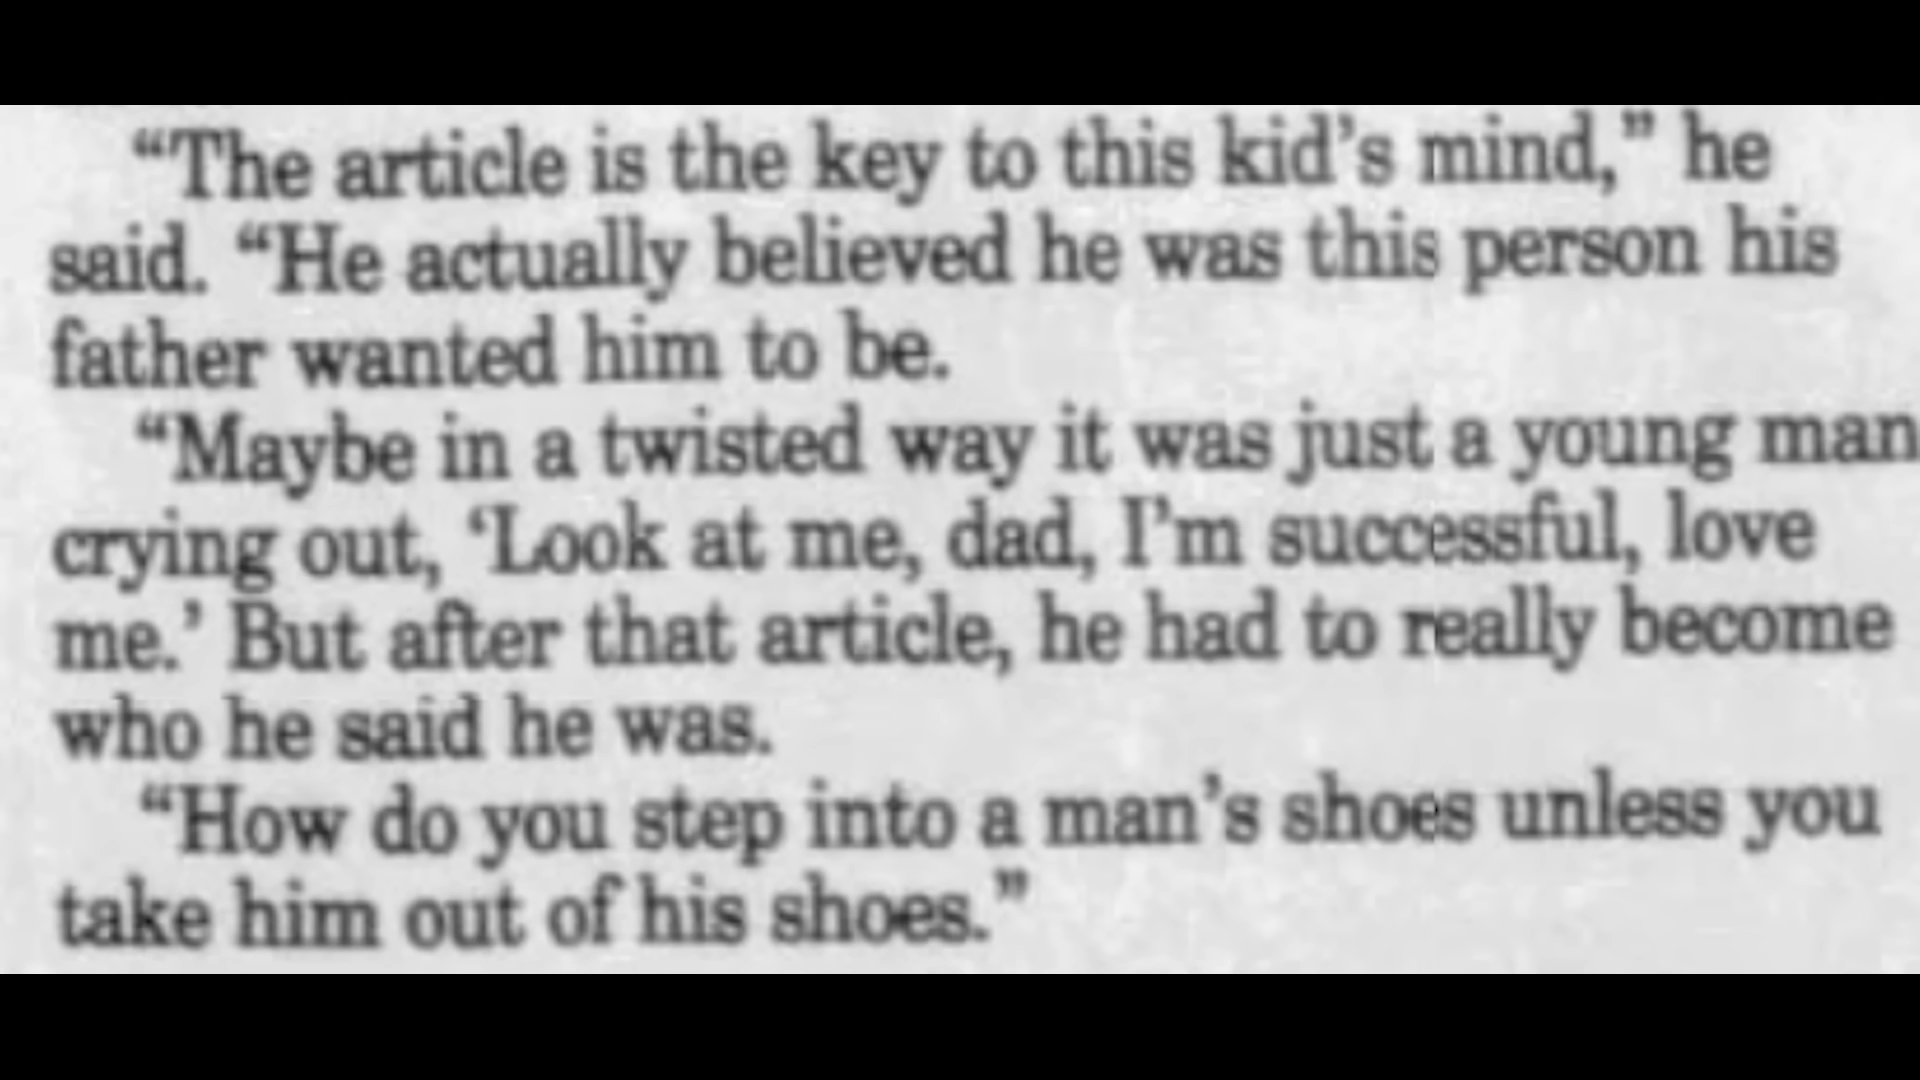 “The article is the key to this kid’s mind,” he
said. “He actually believed he was this person his
father wanted him to be.
“Maybe in a twisted way it was just a young man
crying out, ‘Look at me, dad, I’m successful, love
me.’ But after that article, he had to really become
who he said he was.
“How do you step into a man’s shoes unless you
take him out of his shoes.”